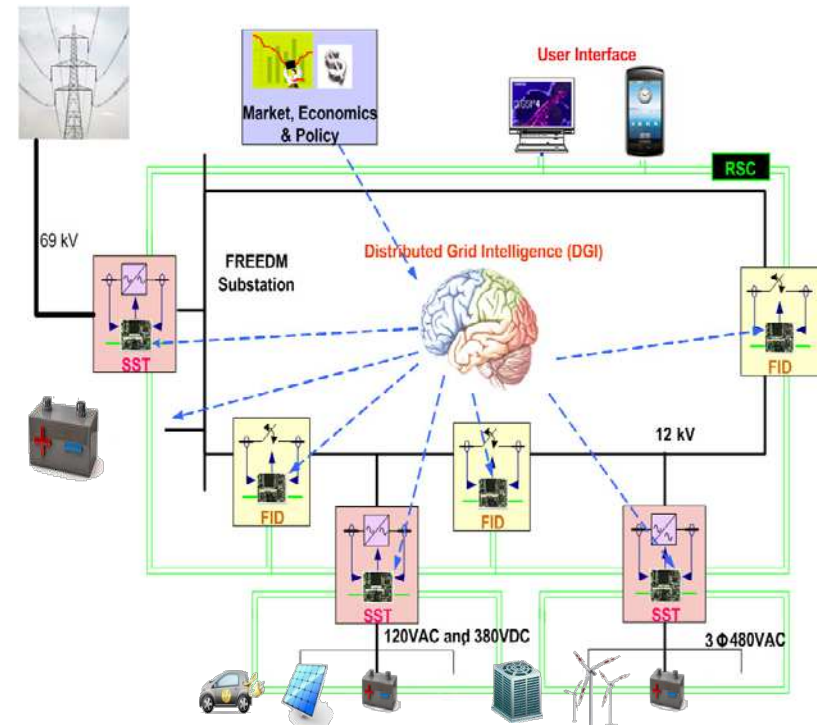 Market, Economics
& Policy
User Interface
RSC
69 kV
FREEDM
Substation
Distributed Grid Intelligence (DGI)
SST
FID
12 kV
FID
FID
SST
SST
120VAC and 380VDC
3 Φ480VAC